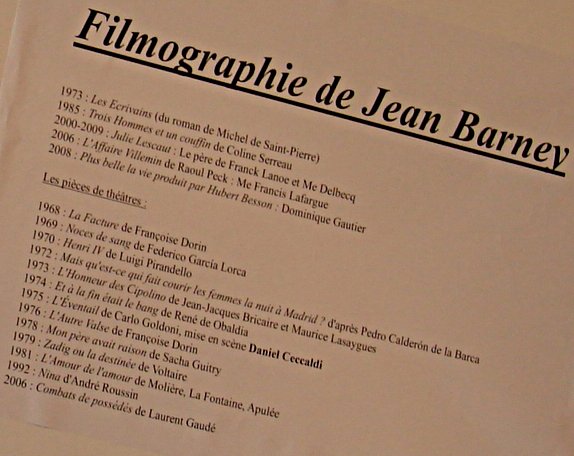 Filmographie de Jean Barney
1973 : Les Ecrivains (du roman de Michel de Saint-Pierre)
1985 : Trois Hommes et un couffin de Coline Serreau
2000-2009 : Julie Lescaut : Le père de Franck Lanoe et Me Delbecq
2006 : L'Affaire Villemin de Raoul Peck : Me Francis Lafargue
2008 : Plus belle la vie produit par Hubert Besson : Dominique Gautier
Les pièces de théâtres :
1968 : La Facture de Françoise Dorin
1969 : Noces de sang de Federico García Lorca
1970 : Henri IV de Luigi Pirandello
1972 : Mais qu'est-ce qui fait courir les femmes la nuit à Madrid ? d'après Pedro Calderón de la Barca
1973 : L'Honneur des Cipolino de Jean-Jacques Bricaire et Maurice Lasaygues
1974 : Et à la fin était le bang de René de Obaldia
1975 : L'Éventail de Carlo Goldoni, mise en scène Daniel Ceccaldi
1976 : L'Autre Valse de Françoise Dorin
1978 : Mon père avait raison de Sacha Guitry
1979 : Zadig ou la destinée de Voltaire
1981 : L'Amour de l'amour de Molière, La Fontaine, Apulée
1992 : Nina d'André Roussin
2006 : Combats de possédés de Laurent Gaudé